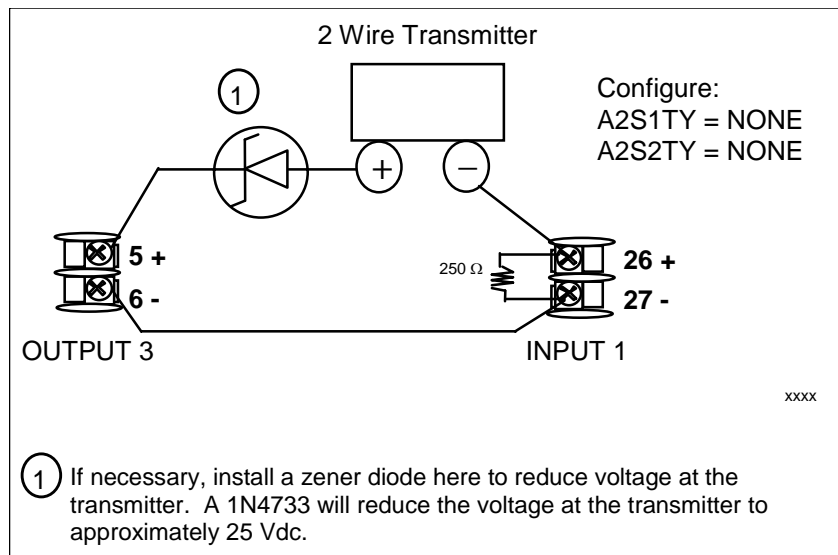 2 Wire Transmitter
1
Configure:
A2S1TY = NONE
A2S2TY = NONE
+ −
5 +
6 -
250 Ω
26 +
27 -
OUTPUT 3
INPUT 1
xxxx
1 If necessary, install a zener diode here to reduce voltage at the
transmitter. A 1N4733 will reduce the voltage at the transmitter to
approximately 25 Vdc.